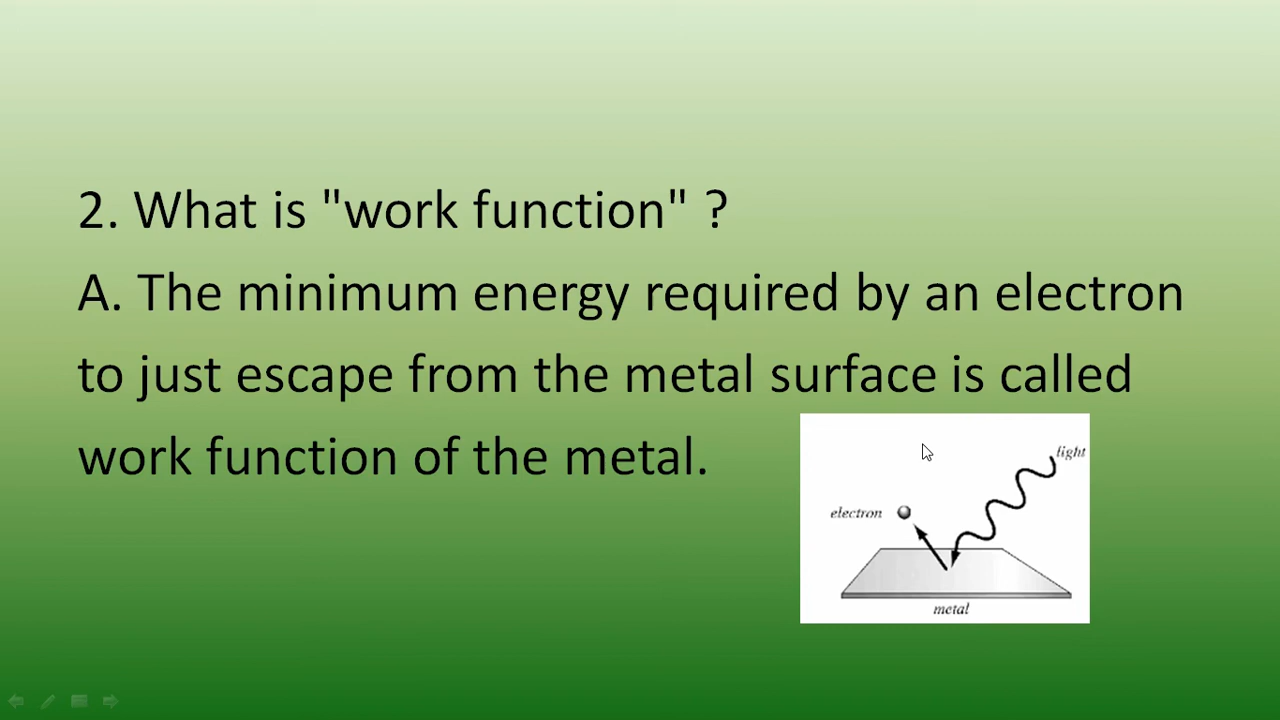 2. What is "work function" ?
A. The minimum energy required by an electron
to just escape from the metal surface is called
work function of the metal.
light
electron
metal